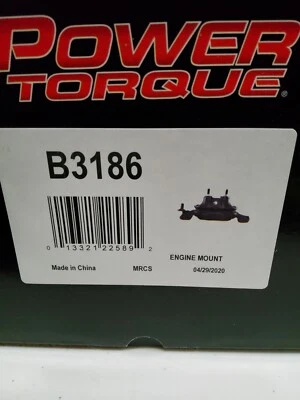 POWER
TORQUE®
B3186
0 13321 22589 2
ENGINE MOUNT
Made in China MRCS 04/29/2020